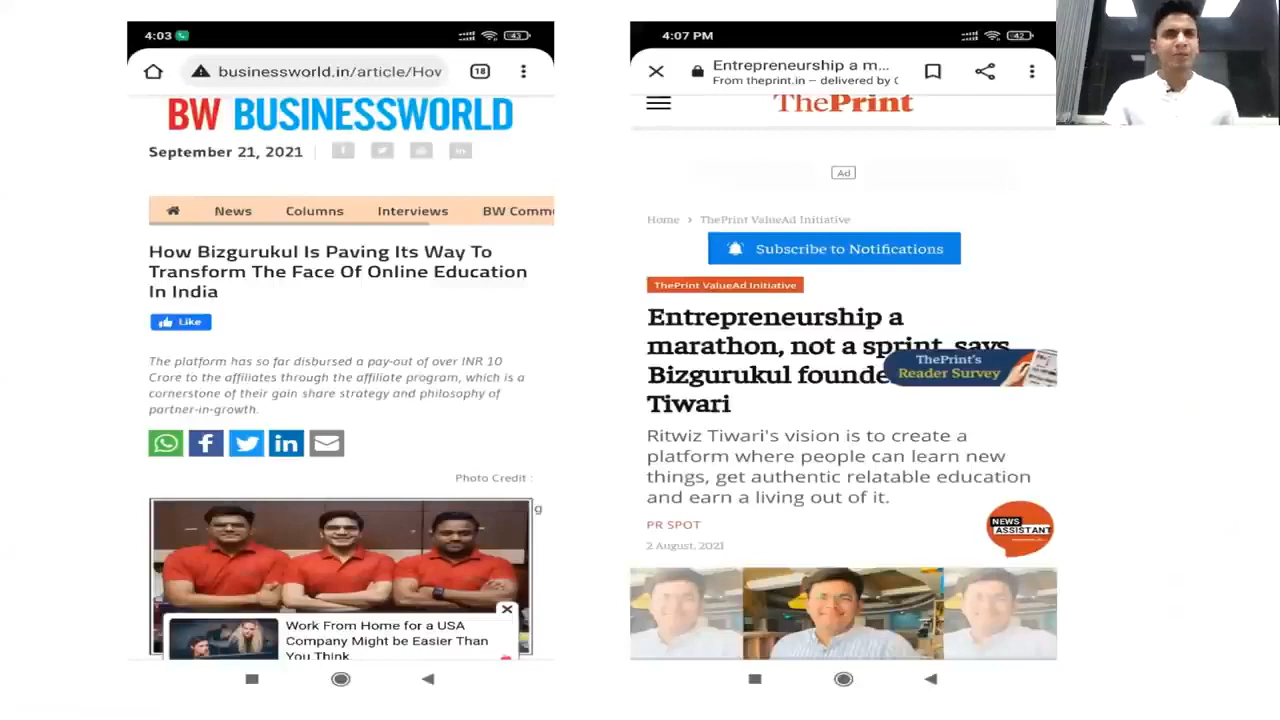 4:03
43
businessworld.in/article/Hov
18
BW BUSINESSWORLD
September 21, 2021
News Columns Interviews BW Commu
How Bizgurukul Is Paving Its Way To
Transform The Face Of Online Education
In India
Like
The platform has so far disbursed a pay-out of over INR 10
Crore to the affiliates through the affiliate program, which is a
cornerstone of their gain share strategy and philosophy of
partner-in-growth.
Photo Credit :
g
Work From Home for a USA
Company Might be Easier Than
You Think.
4:07 PM
42
Entrepreneurship a m...
From theprint.in – delivered by G
ThePrint
Ad
Home > ThePrint ValueAd Initiative
Subscribe to Notifications
ThePrint ValueAd Initiative
Entrepreneurship a
marathon, not a sprint, says
Bizgurukul founde
Tiwari
ThePrint's
Reader Survey
Ritwiz Tiwari's vision is to create a
platform where people can learn new
things, get authentic relatable education
and earn a living out of it.
PR SPOT
2 August, 2021
NEWS
ASSISTANT